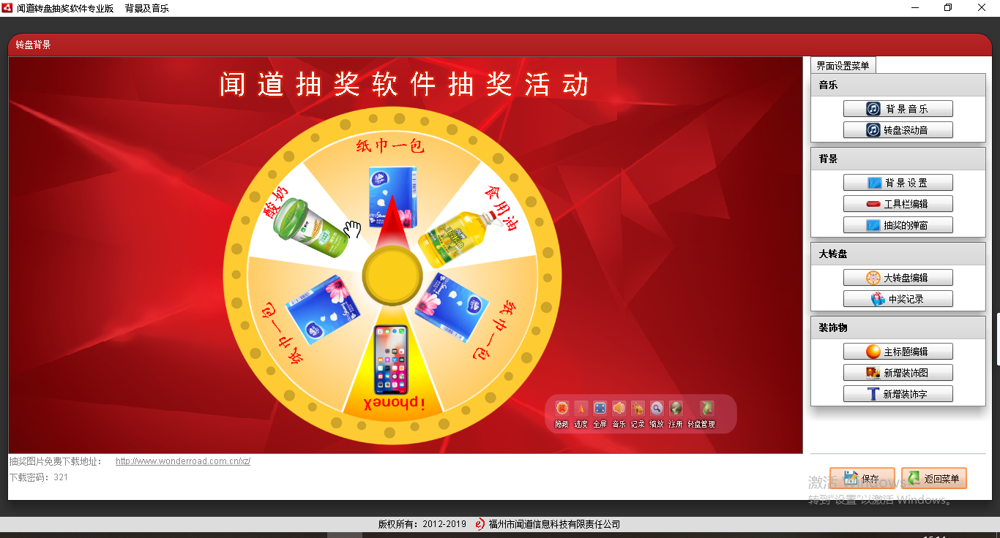 闻道转盘抽奖软件专业版 背景及音乐
转盘背景
闻道抽奖软件抽奖活动
纸巾一包
食用油
纸巾一包
iphoneX
纸巾一包
酸奶
隐藏 速度 全屏 音乐 记录 缩放 注册 转盘管理
界面设置菜单
音乐
背景音乐
转盘滚动音
背景
背景设置
工具栏编辑
抽奖的弹窗
大转盘
大转盘编辑
中奖记录
装饰物
主标题编辑
新增装饰图
新增装饰字
抽奖图片免费下载地址： http://www.wonderroad.com.cn/xz/
下载密码：321
保存 返回菜单
激活 Windows
转到"设置"以激活 Windows。
版权所有：2012-2019 福州市闻道信息科技有限责任公司